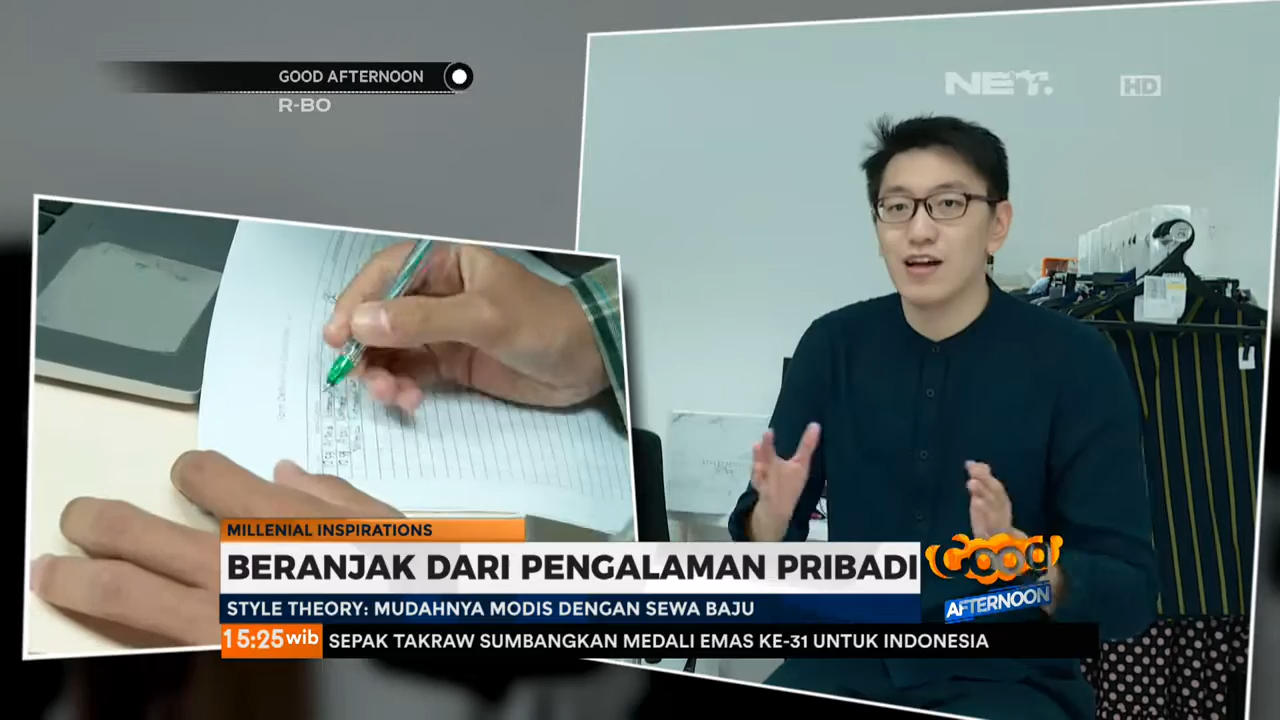 GOOD AFTERNOON
R-BO
NET.
HD
MILLENIAL INSPIRATIONS
BERANJAK DARI PENGALAMAN PRIBADI
GOOD
AFTERNOON
STYLE THEORY: MUDAHNYA MODIS DENGAN SEWA BAJU
15:25 wib
SEPAK TAKRAW SUMBANGKAN MEDALI EMAS KE-31 UNTUK INDONESIA